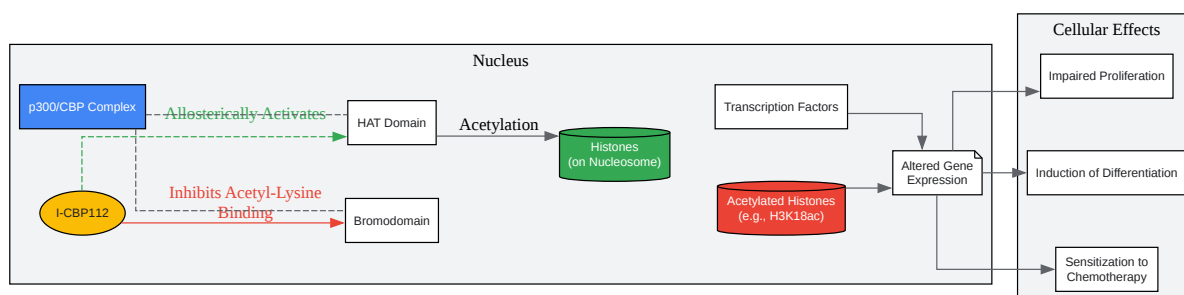 Cellular Effects
Nucleus
Impaired Proliferation
p300/CBP Complex
Allosterically Activates
HAT Domain
Acetylation
Histones
(on Nucleosome)
Transcription Factors
Altered Gene
Expression
Induction of Differentiation
I-CBP112
Inhibits Acetyl-Lysine
Binding
Bromodomain
Acetylated Histones
(e.g., H3K18ac)
Sensitization to
Chemotherapy